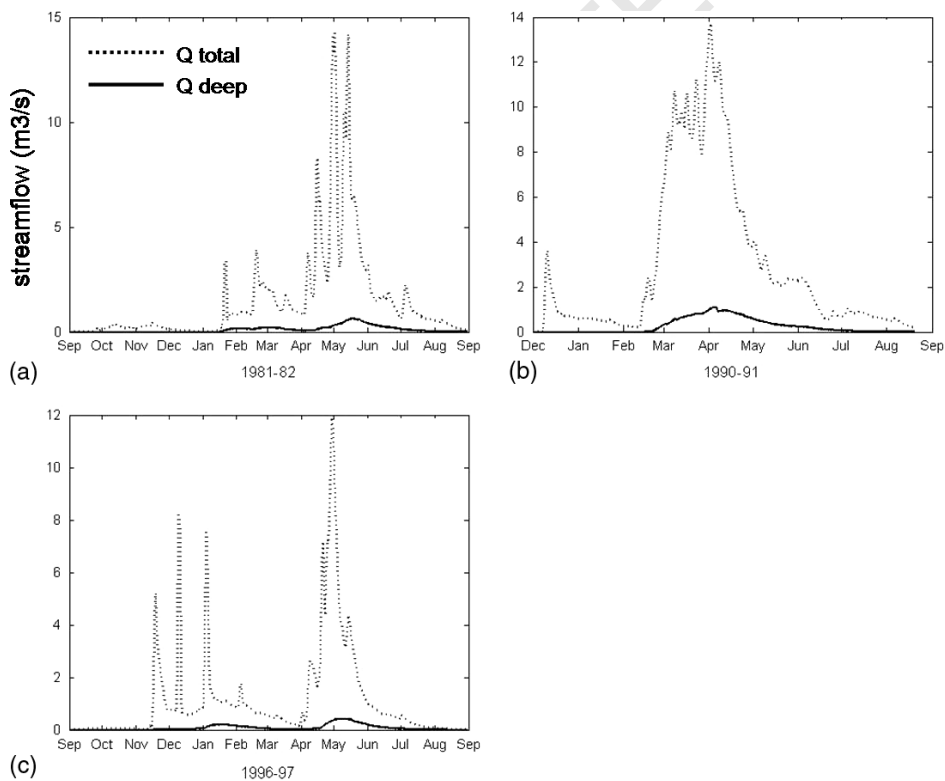 Q total
Q deep
streamflow (m3/s)
15
10
5
0
Sep Oct Nov Dec Jan Feb Mar Apr May Jun Jul Aug Sep
(a)
1981-82
14
12
10
8
6
4
2
0
Dec Jan Feb Mar Apr May Jun Jul Aug Sep
(b)
1990-91
12
10
8
6
4
2
0
Sep Oct Nov Dec Jan Feb Mar Apr May Jun Jul Aug Sep
(c)
1996-97